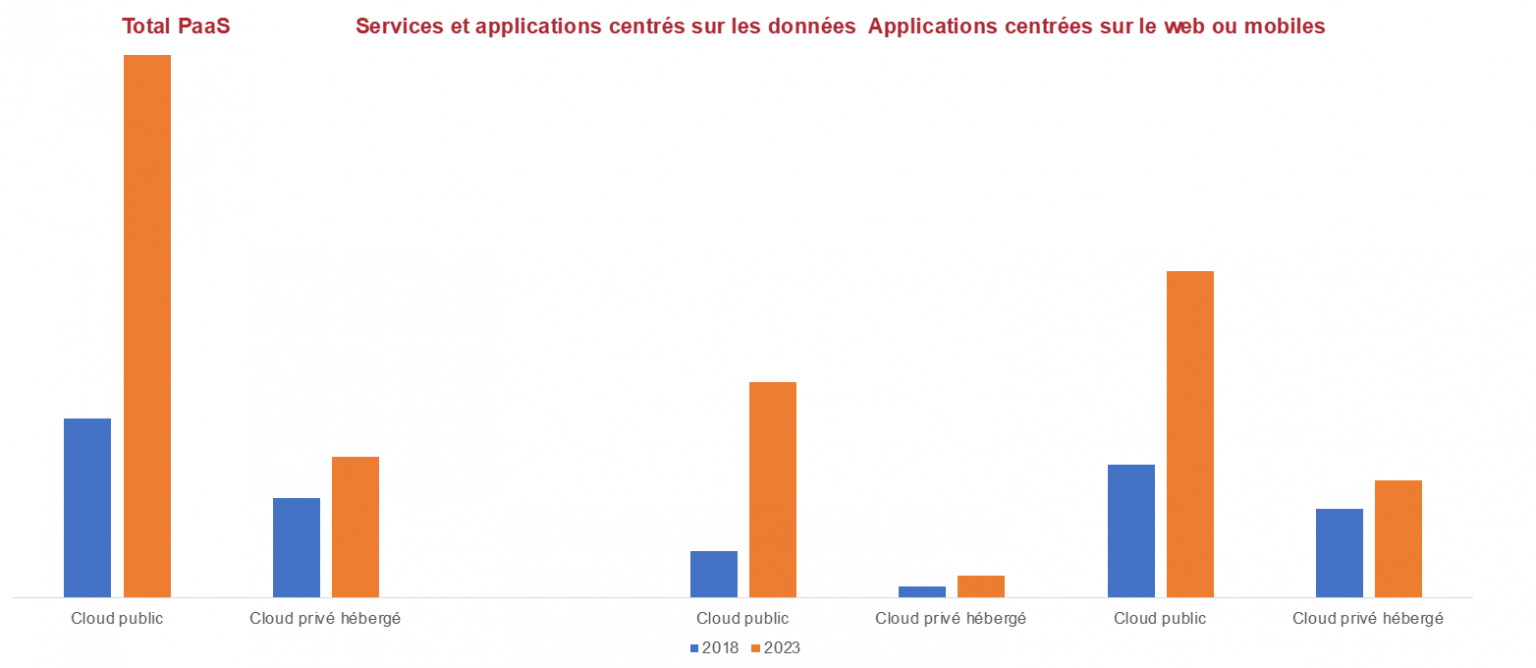 Total PaaS
Services et applications centrés sur les données
Applications centrées sur le web ou mobiles
Cloud public
Cloud privé hébergé
Cloud public
Cloud privé hébergé
Cloud public
Cloud privé hébergé
2018
2023